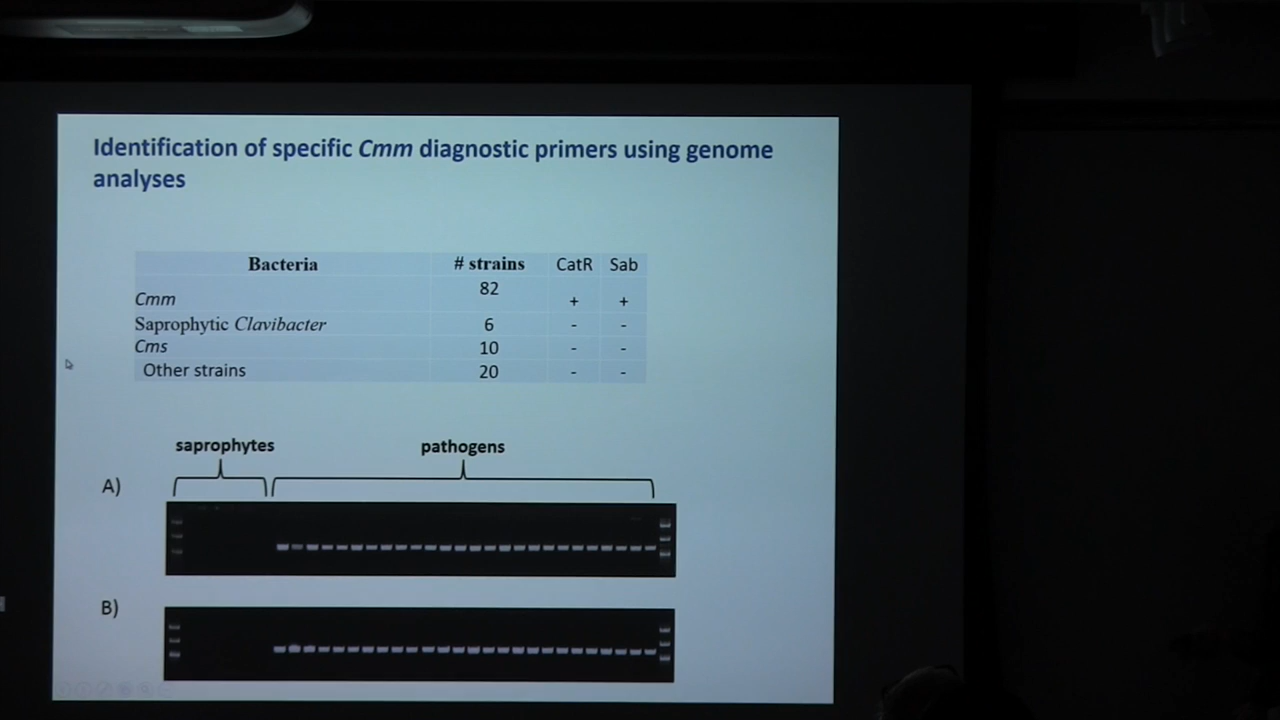 Identification of specific Cmm diagnostic primers using genome
analyses
Bacteria # strains CatR Sab
Cmm 82 + +
Saprophytic Clavibacter 6 - -
Cms 10 - -
Other strains 20 - -
saprophytes pathogens
A)
B)